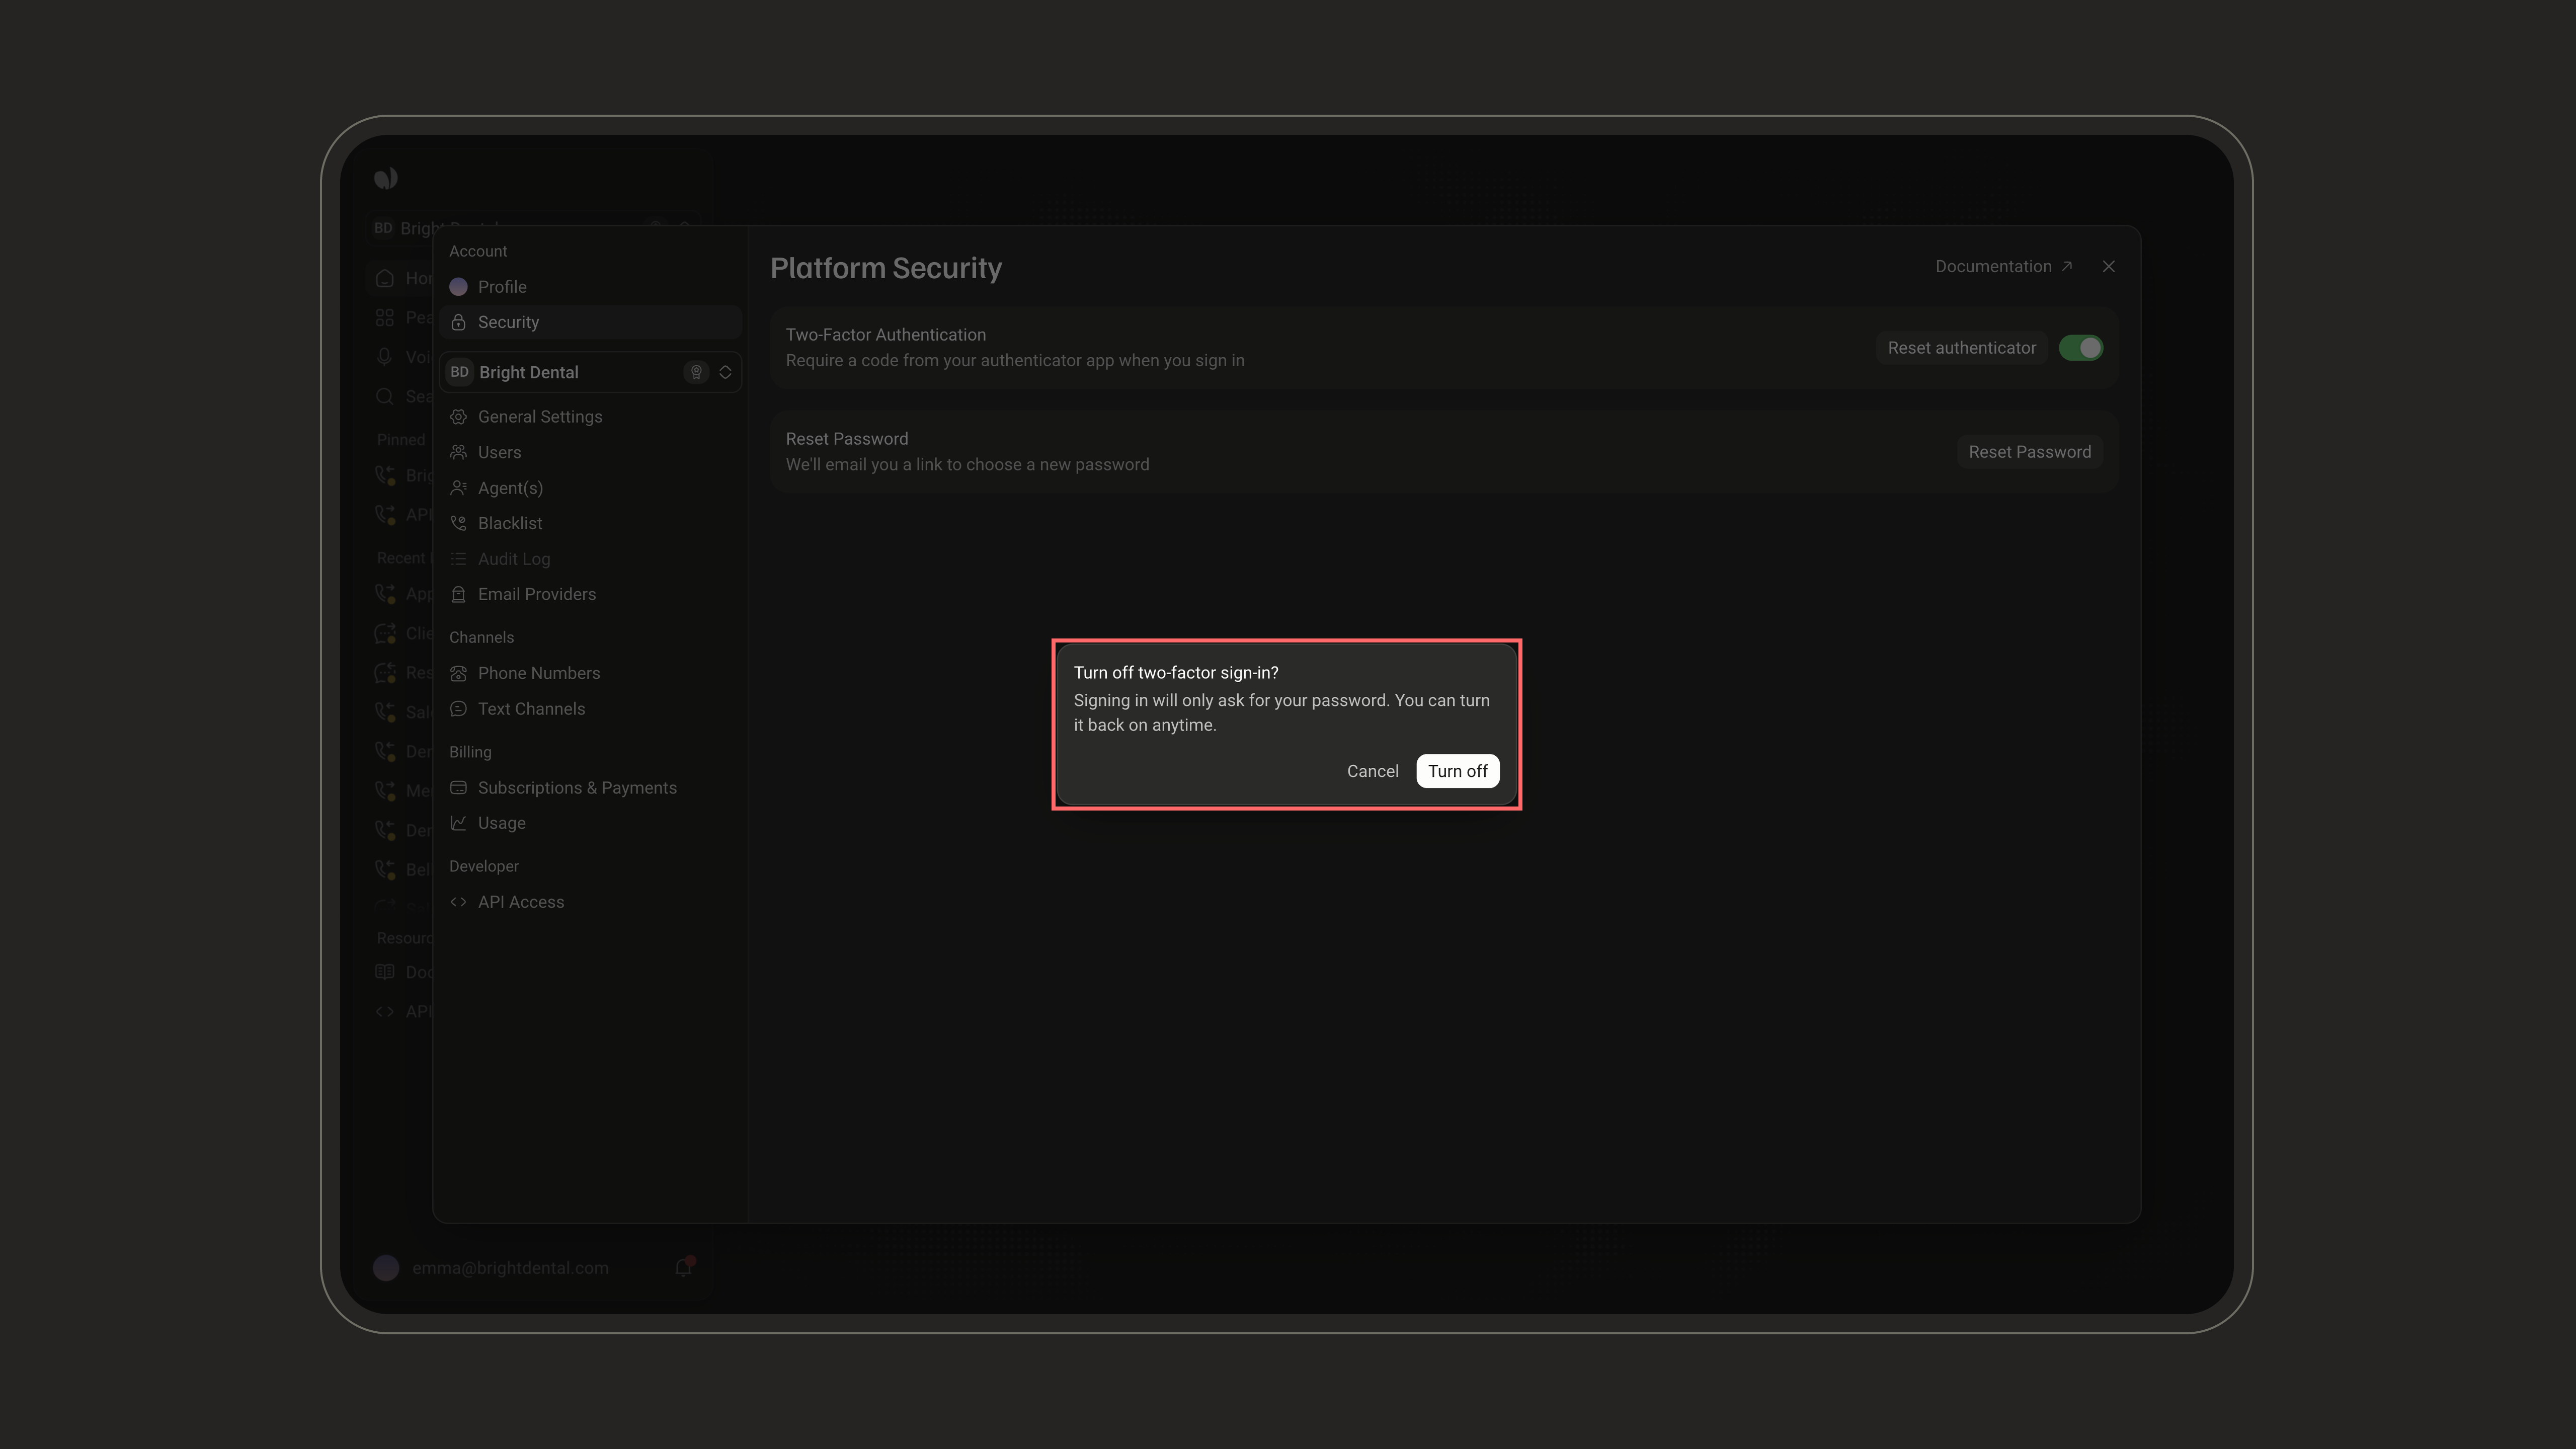 BD
Account
Profile
Security
BD Bright Dental
General Settings
Users
Agent(s)
Blacklist
Audit Log
Email Providers
Channels
Phone Numbers
Text Channels
Billing
Subscriptions & Payments
Usage
Developer
API Access
Pinned
Recent
API
emma@brightdental.com
Platform Security
Documentation
Two-Factor Authentication
Require a code from your authenticator app when you sign in
Reset authenticator
Reset Password
We'll email you a link to choose a new password
Reset Password
Turn off two-factor sign-in?
Signing in will only ask for your password. You can turn
it back on anytime.
Cancel
Turn off